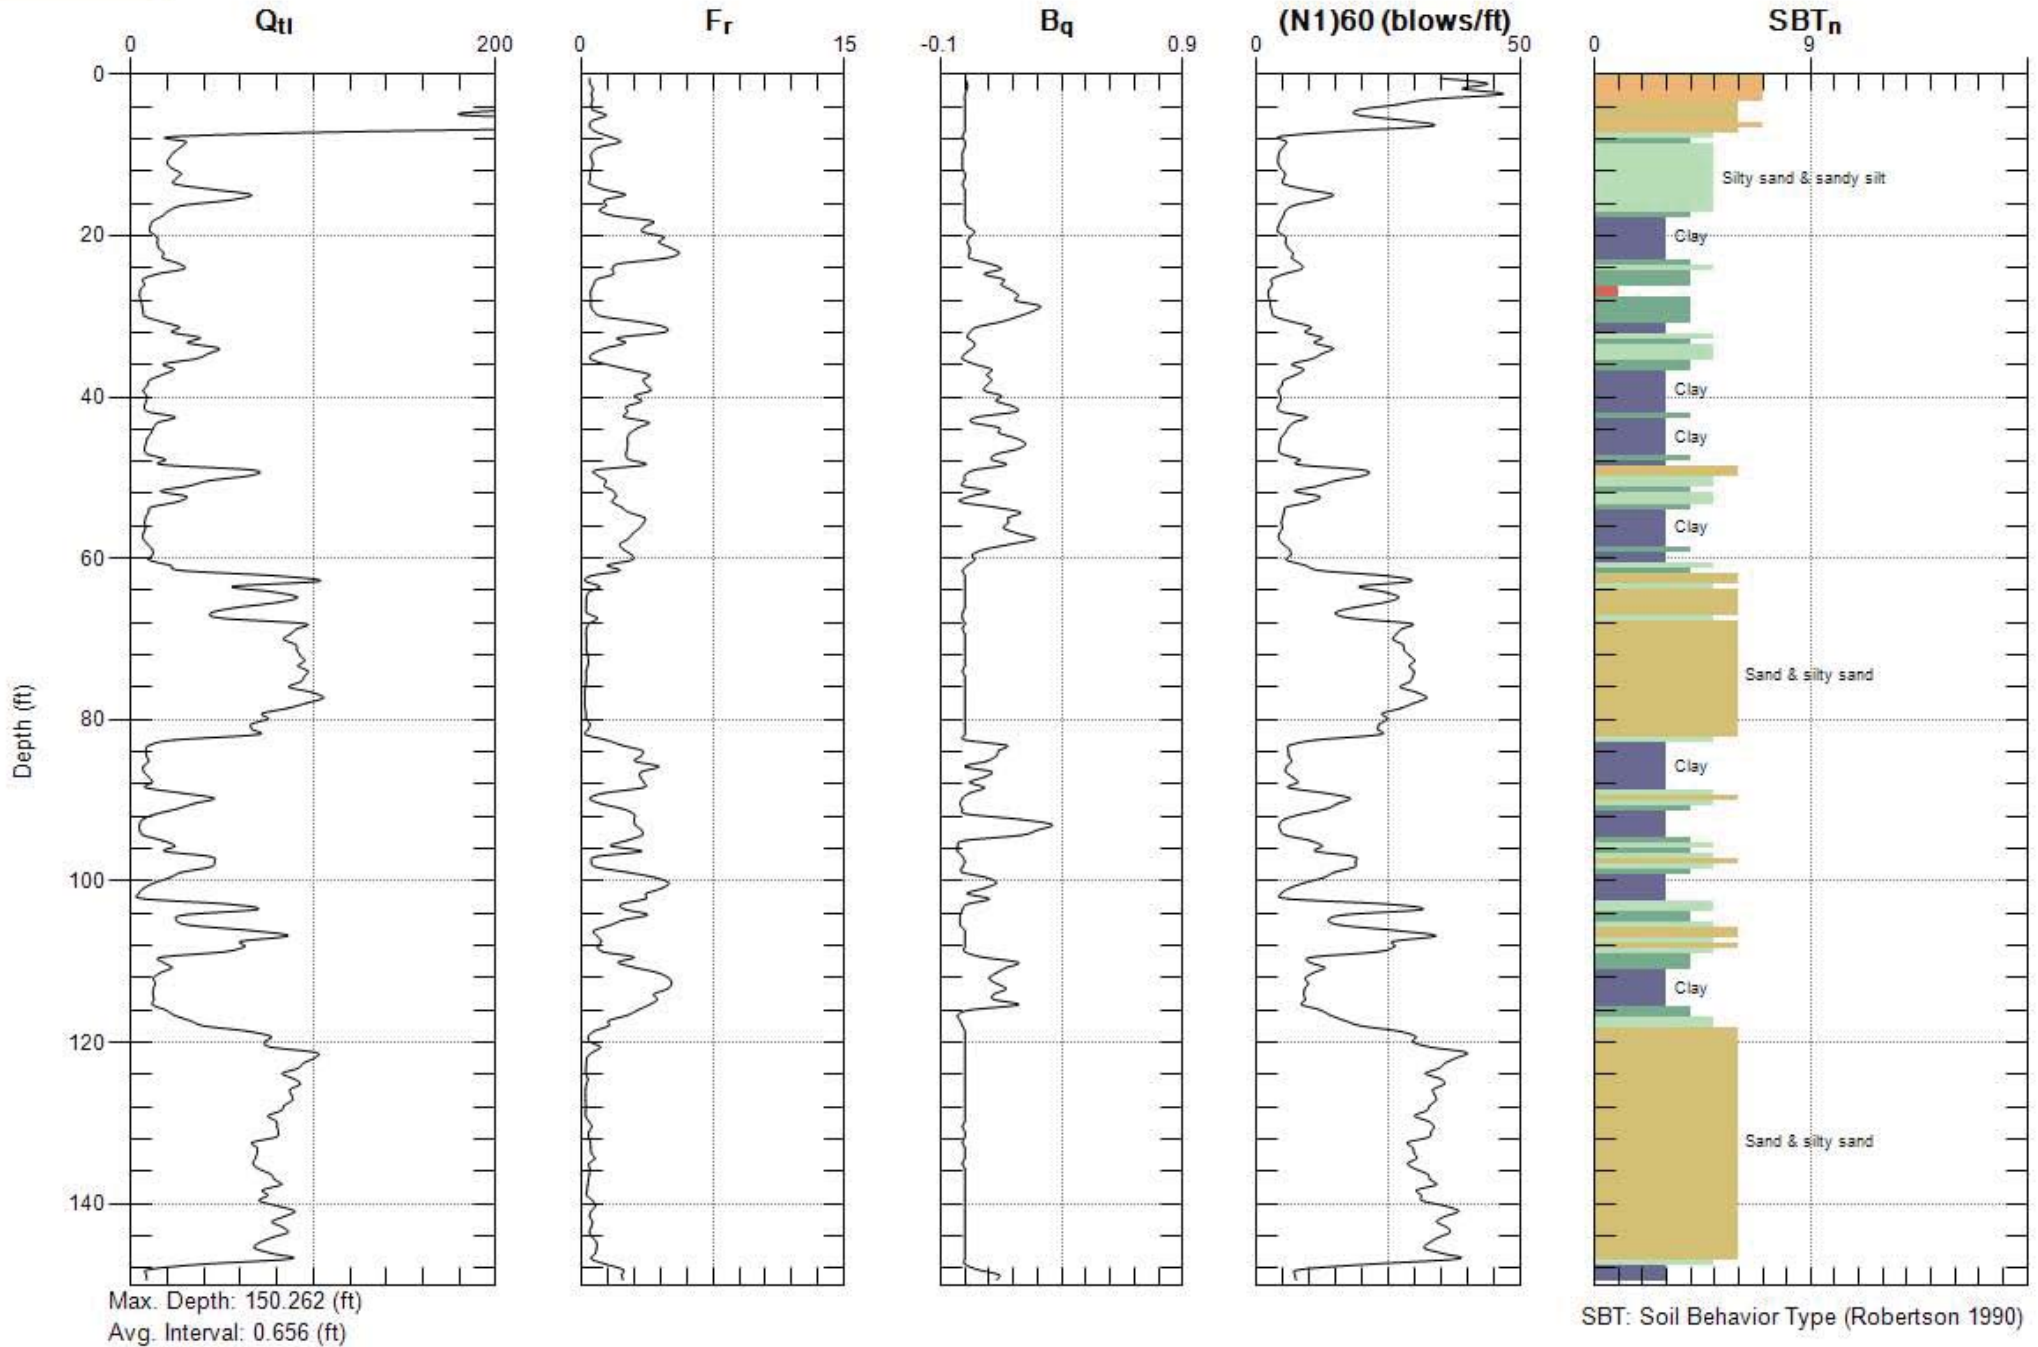 Qtl
Fr
Bq
(N1)60 (blows/ft)
SBTn
0 200
0 15
-0.1 0.9
0 50
0 9
0
20
40
60
80
100
120
140
Depth (ft)
Silty sand & sandy silt
Clay
Clay
Clay
Clay
Sand & silty sand
Clay
Clay
Sand & silty sand
Max. Depth: 150.262 (ft)
Avg. Interval: 0.656 (ft)
SBT: Soil Behavior Type (Robertson 1990)